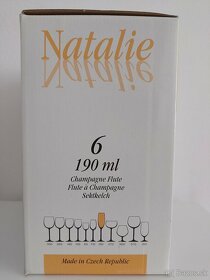 Natalie
6
190 ml
Champagne Flute
Flute à Champagne
Sektkelch
Made in Czech Republic